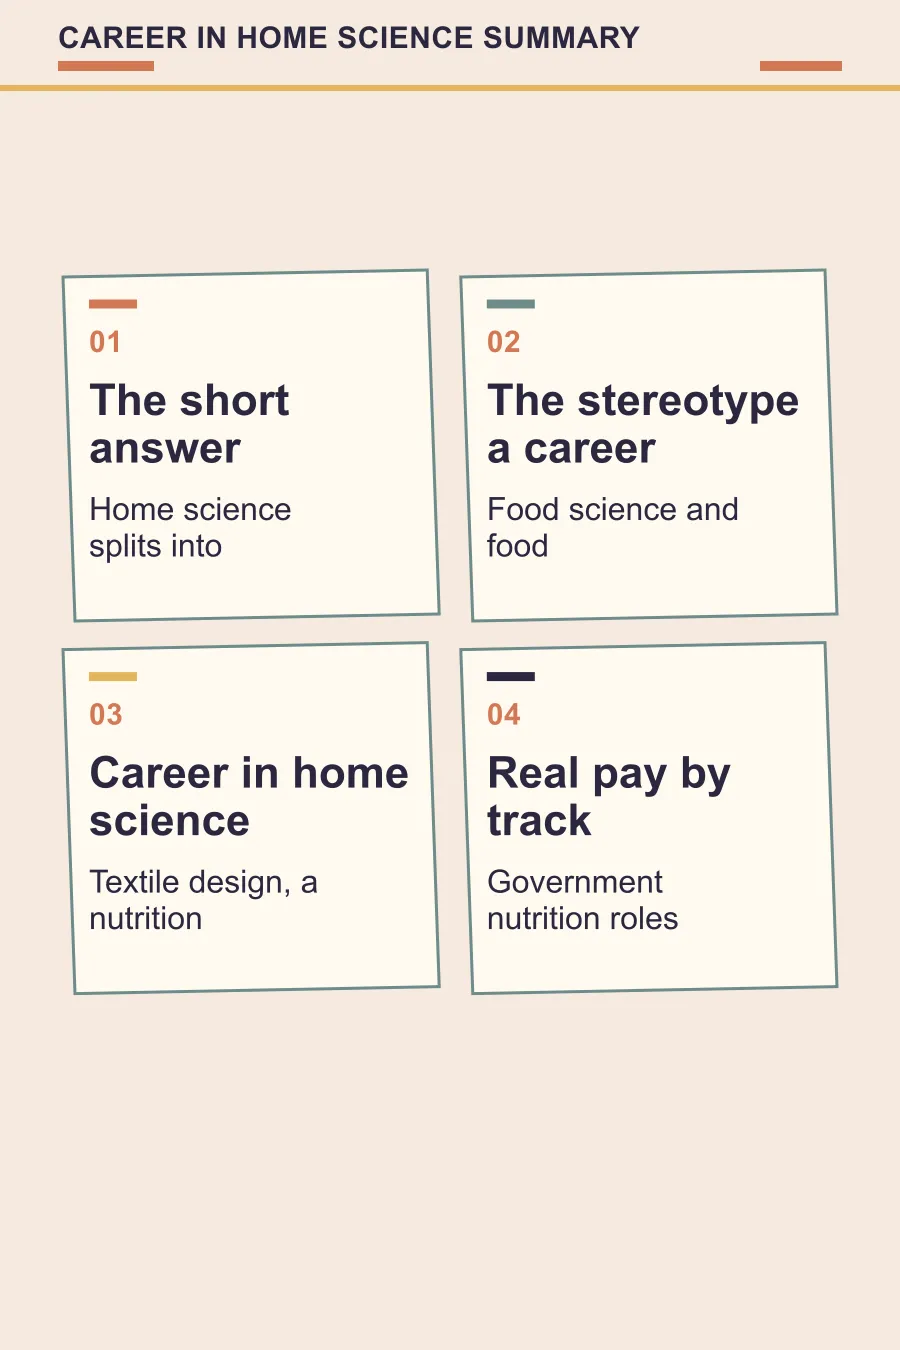 CAREER IN HOME SCIENCE SUMMARY
01
The short
answer
Home science
splits into
02
The stereotype
a career
Food science and
food
03
Career in home
science
Textile design, a
nutrition
04
Real pay by
track
Government
nutrition roles